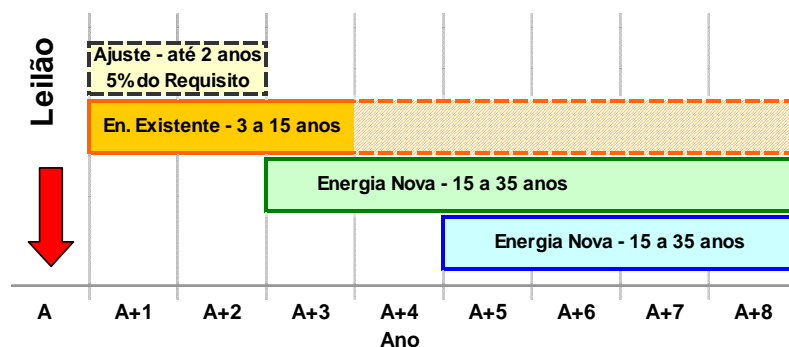 Leilão
Ajuste - até 2 anos
5% do Requisito
En. Existente - 3 a 15 anos
Energia Nova - 15 a 35 anos
Energia Nova - 15 a 35 anos
A A+1 A+2 A+3 A+4 A+5 A+6 A+7 A+8
Ano